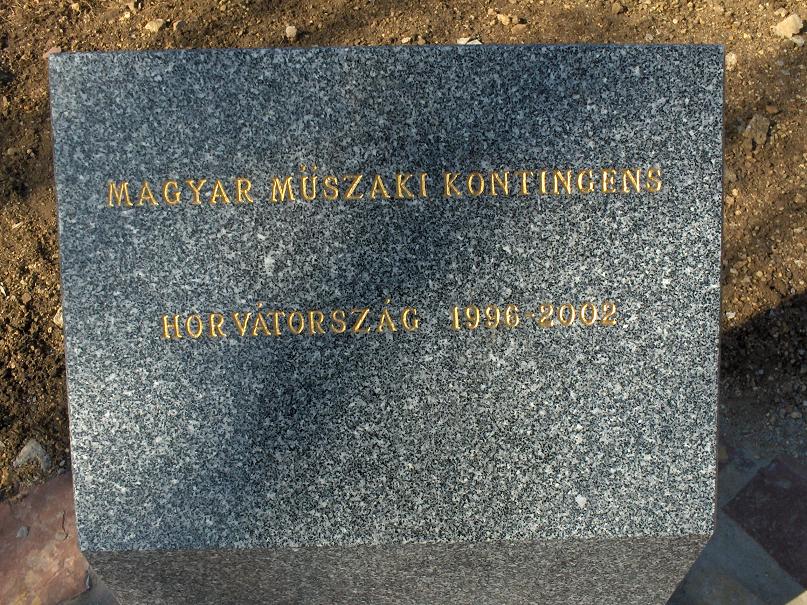 MAGYAR MŰSZAKI KONTINGENS
HORVÁTORSZÁG 1996-2002